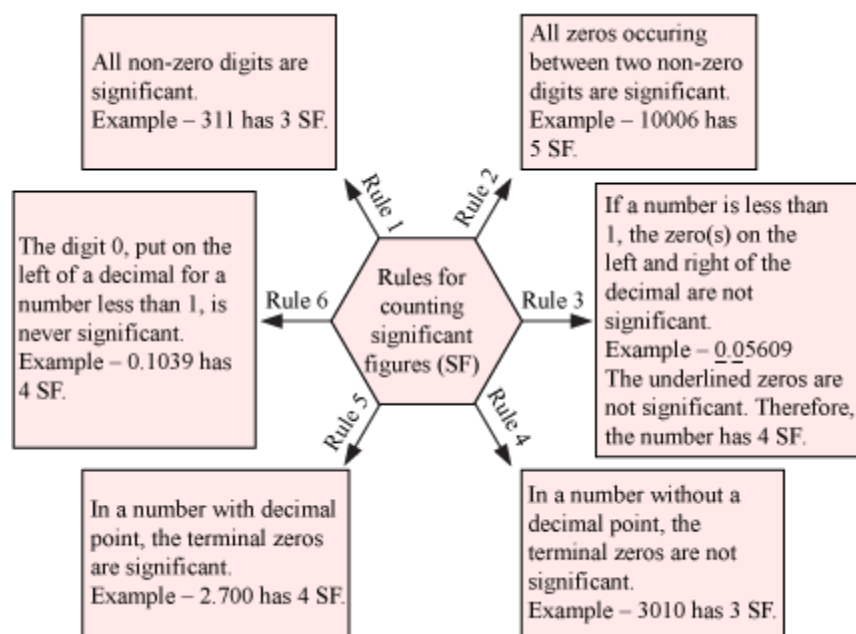 All non-zero digits are
significant.
Example – 311 has 3 SF.
Rule 1
All zeros occuring
between two non-zero
digits are significant.
Example – 10006 has
5 SF.
Rule 2
If a number is less than
1, the zero(s) on the
left and right of the
decimal are not
significant.
Example – 0.05609
The underlined zeros are
not significant. Therefore,
the number has 4 SF.
Rule 3
In a number without a
decimal point, the
terminal zeros are not
significant.
Example – 3010 has 3 SF.
Rule 4
In a number with decimal
point, the terminal zeros
are significant.
Example – 2.700 has 4 SF.
Rule 5
The digit 0, put on the
left of a decimal for a
number less than 1, is
never significant.
Example – 0.1039 has
4 SF.
Rule 6
Rules for
counting
significant
figures (SF)